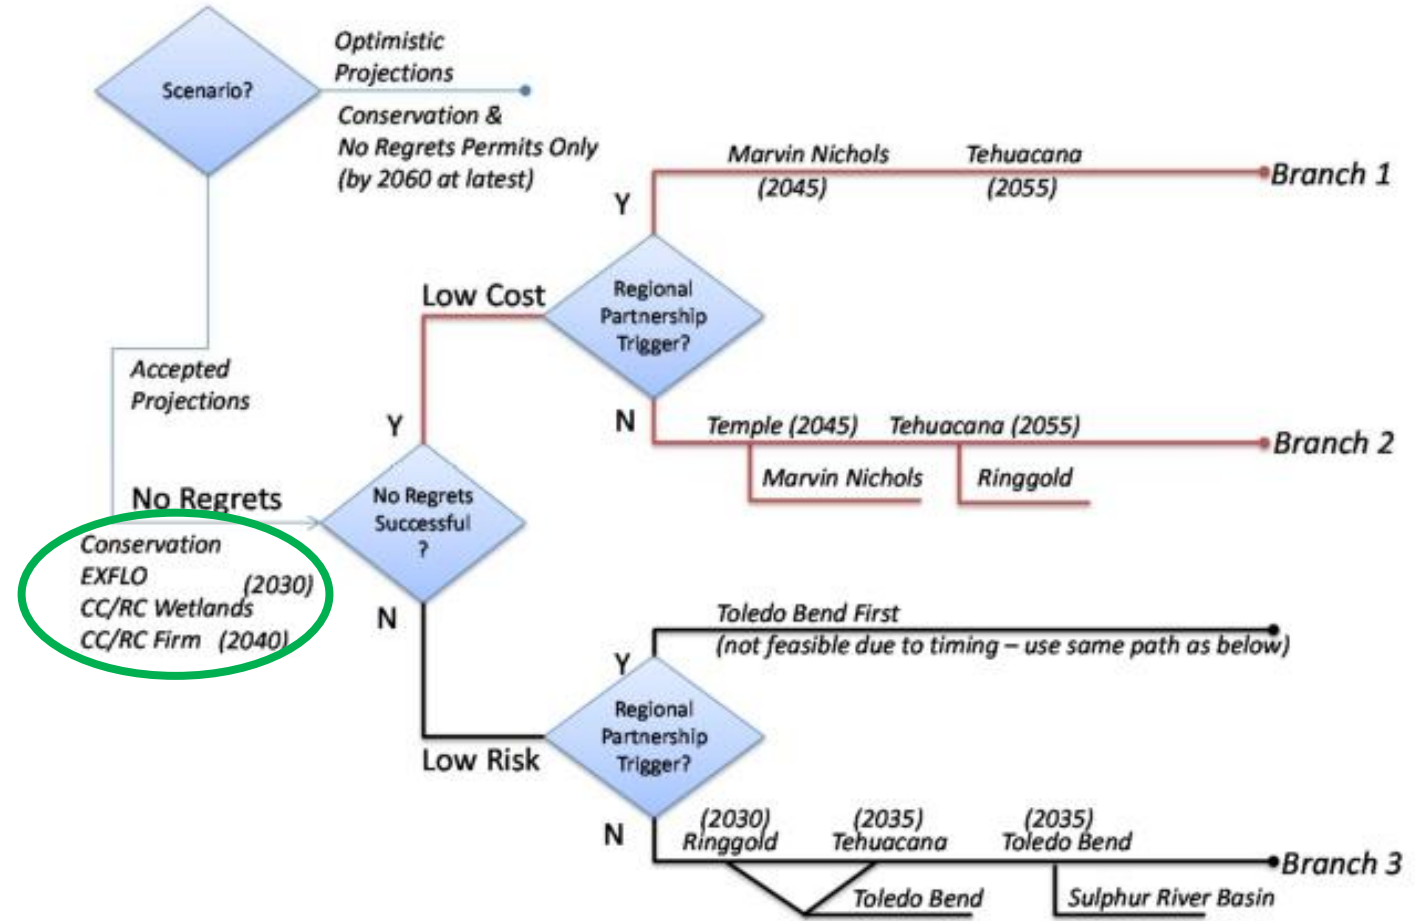 Scenario?
Optimistic
Projections
Conservation &
No Regrets Permits Only
(by 2060 at latest)
Accepted
Projections
No Regrets
Conservation
EXFLO
(2030)
CC/RC Wetlands
CC/RC Firm (2040)
No Regrets
Successful
?
Y
Low Cost
Regional
Partnership
Trigger?
Y
Marvin Nichols
(2045)
Tehuacana
(2055)
Branch 1
N
Temple (2045)
Tehuacana (2055)
Branch 2
Marvin Nichols
Ringgold
N
Low Risk
Regional
Partnership
Trigger?
Y
Toledo Bend First
(not feasible due to timing – use same path as below)
N
(2030)
Ringgold
(2035)
Tehuacana
(2035)
Toledo Bend
Branch 3
Toledo Bend
Sulphur River Basin